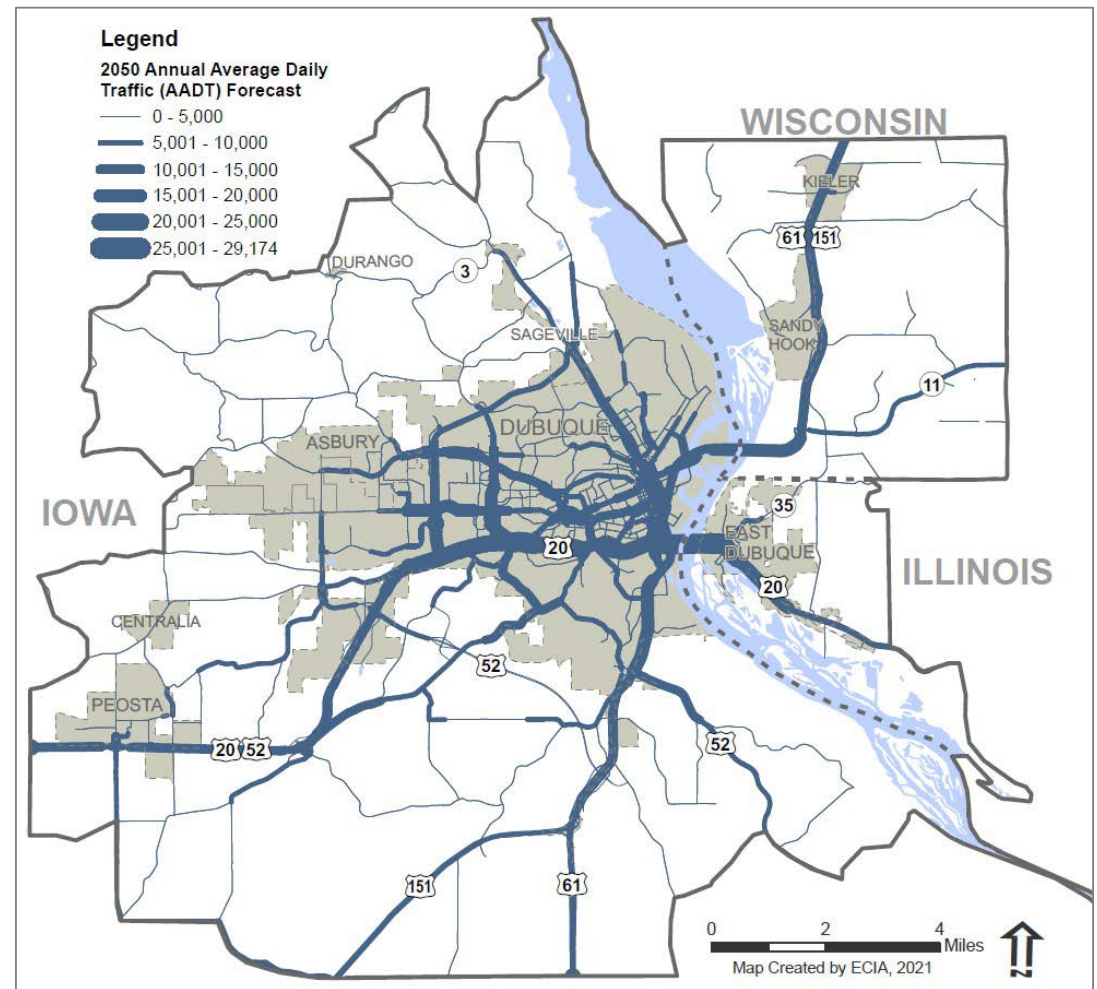 Legend
2050 Annual Average Daily
Traffic (AADT) Forecast
0 - 5,000
5,001 - 10,000
10,001 - 15,000
15,001 - 20,000
20,001 - 25,000
25,001 - 29,174
WISCONSIN
KIELER
61 151
DURANGO
3
SAGEVILLE
SANDY
HOOK
11
ASBURY
DUBUQUE
IOWA
35
EAST
DUBUQUE
20
ILLINOIS
20
CENTRALIA
52
PEOSTA
20 52
52
151
61
0 2 4
Miles
Map Created by ECIA, 2021
N